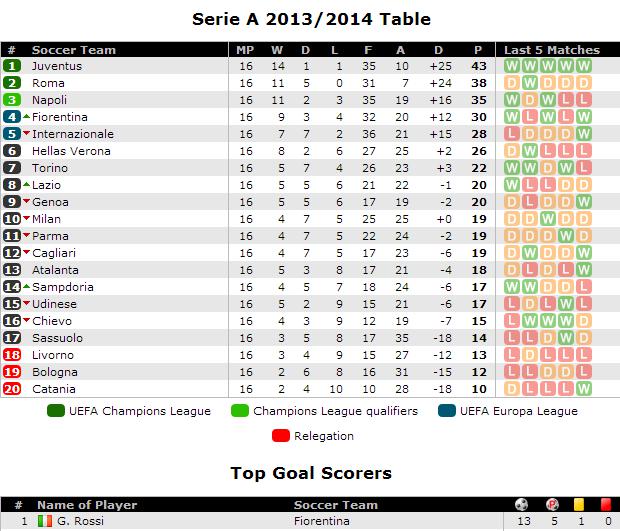 Serie A 2013/2014 Table
# Soccer Team MP W D L F A D P Last 5 Matches
1 Juventus 16 14 1 1 35 10 +25 43 W W W W W
2 Roma 16 11 5 0 31 7 +24 38 D W D D D
3 Napoli 16 11 2 3 35 19 +16 35 W D W L L
4 Fiorentina 16 9 3 4 32 20 +12 30 W L W L W
5 Internazionale 16 7 7 2 36 21 +15 28 L D D D W
6 Hellas Verona 16 8 2 6 27 25 +2 26 D W L L L
7 Torino 16 5 7 4 26 23 +3 22 W W D W L
8 Lazio 16 5 5 6 21 22 -1 20 W L L D D
9 Genoa 16 5 5 6 17 19 -2 20 D L D D W
10 Milan 16 4 7 5 25 25 +0 19 D D W D D
11 Parma 16 4 7 5 22 24 -2 19 D D D W D
12 Cagliari 16 4 7 5 17 23 -6 19 D W D D W
13 Atalanta 16 5 3 8 17 21 -4 18 D L D L W
14 Sampdoria 16 4 5 7 18 24 -6 17 W W D D L
15 Udinese 16 5 2 9 15 21 -6 17 L D L W L
16 Chievo 16 4 3 9 12 19 -7 15 L W W W D
17 Sassuolo 16 3 5 8 17 35 -18 14 L L D W D
18 Livorno 16 3 4 9 15 27 -12 13 L D L L L
19 Bologna 16 2 6 8 16 31 -15 12 L L D D L
20 Catania 16 2 4 10 10 28 -18 10 D L L L W
UEFA Champions League Champions League qualifiers UEFA Europa League
Relegation
Top Goal Scorers
# Name of Player Soccer Team
1 G. Rossi Fiorentina 13 5 1 0